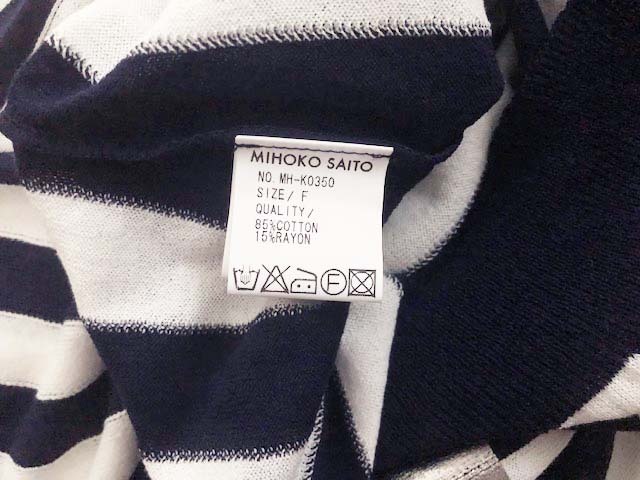 MIHOKO SAITO
NO. MH-K0350
SIZE/ F
QUALITY/
85%COTTON
15%RAYON
F